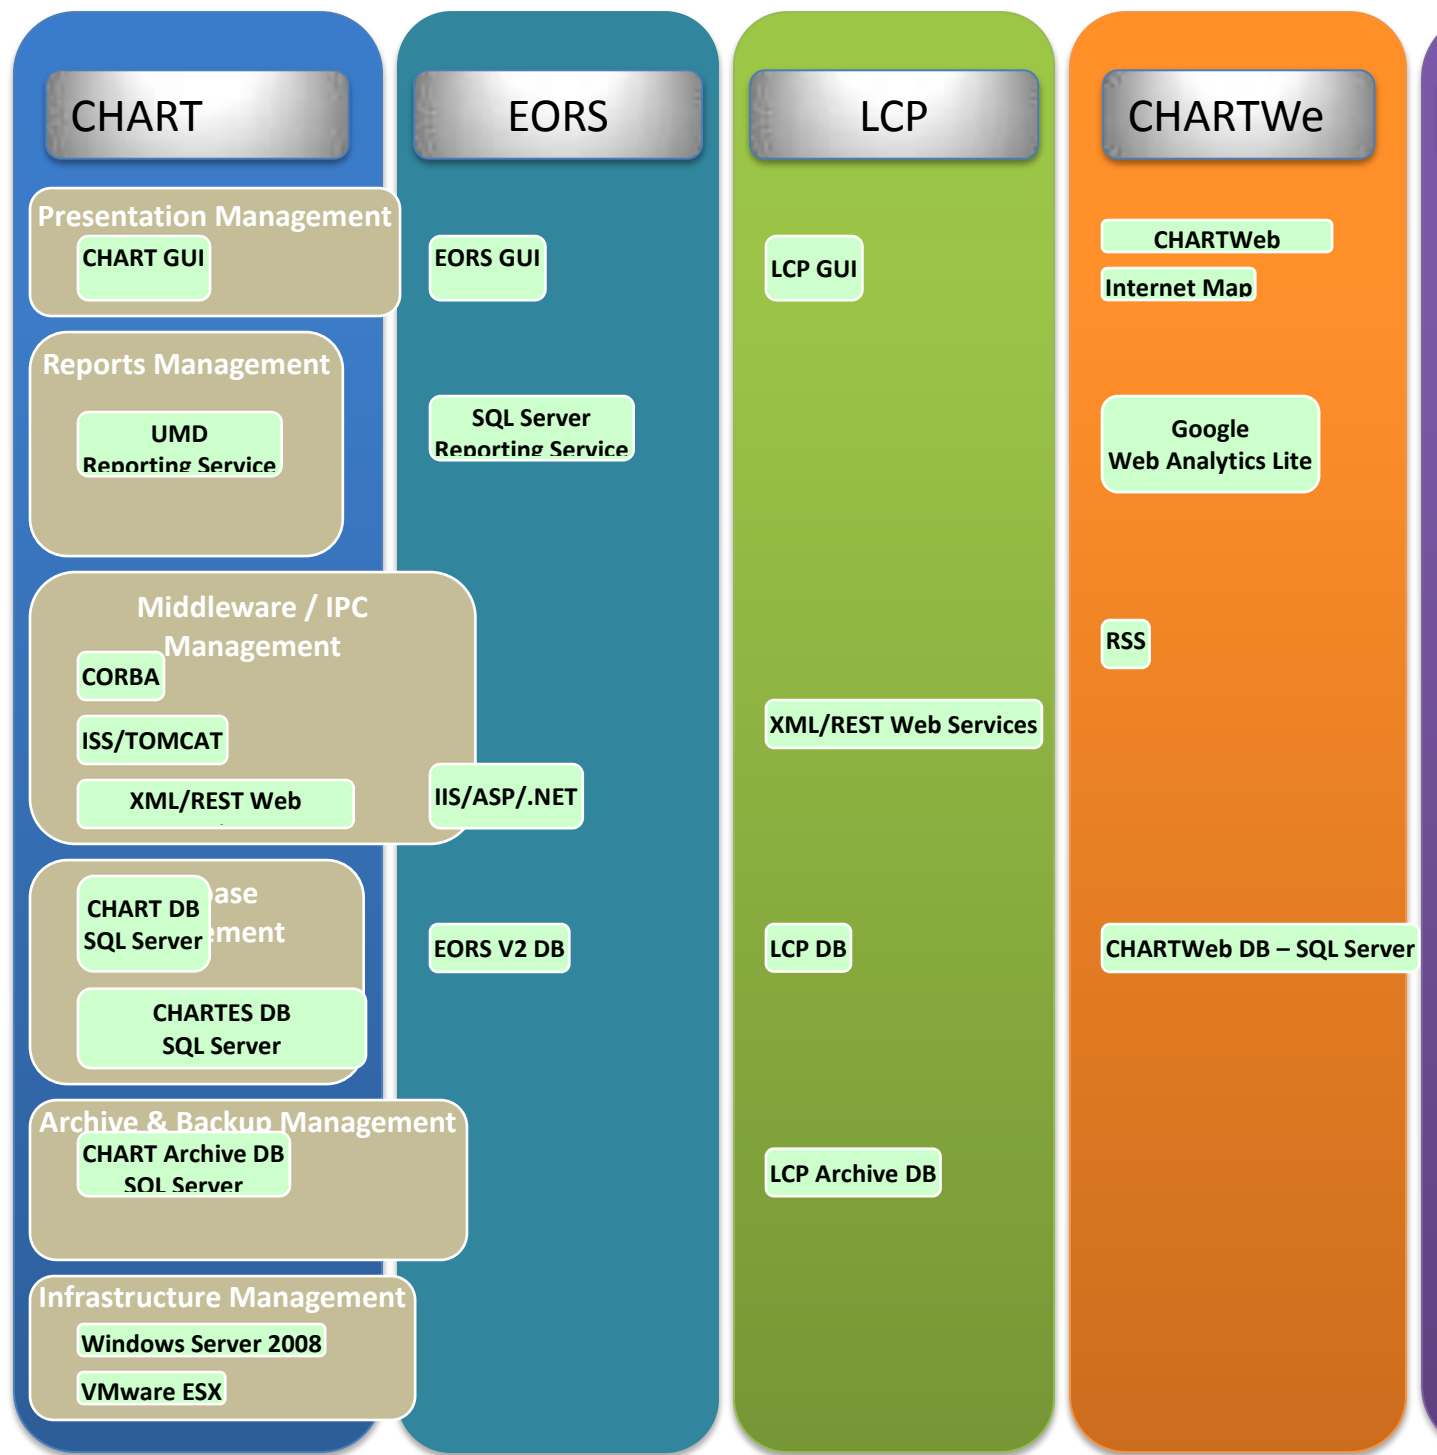 CHART
EORS
LCP
CHARTWe
Presentation Management
CHART GUI
EORS GUI
LCP GUI
CHARTWeb
Internet Map
Reports Management
UMD
Reporting Service
SQL Server
Reporting Service
Google
Web Analytics Lite
Middleware / IPC
Management
CORBA
ISS/TOMCAT
XML/REST Web
IIS/ASP/.NET
XML/REST Web Services
RSS
base
ement
CHART DB
SQL Server
CHARTES DB
SQL Server
EORS V2 DB
LCP DB
CHARTWeb DB – SQL Server
Archive & Backup Management
CHART Archive DB
SQL Server
LCP Archive DB
Infrastructure Management
Windows Server 2008
VMware ESX